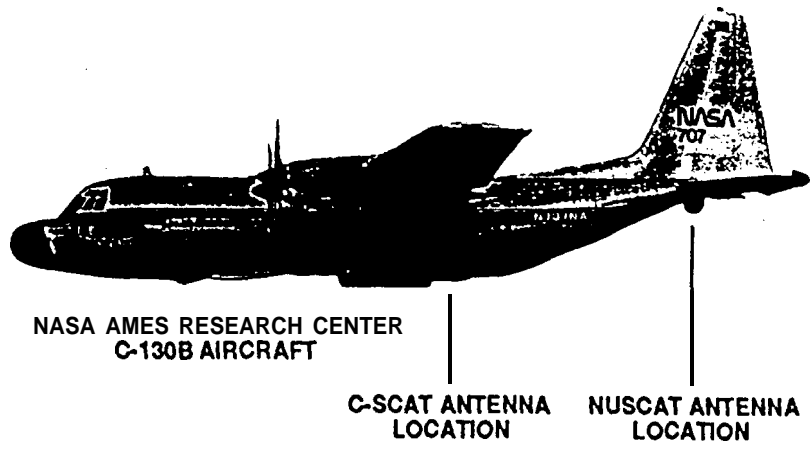 NASA
707
NASA AMES RESEARCH CENTER
C-130B AIRCRAFT
C-SCAT ANTENNA
LOCATION
NUSCAT ANTENNA
LOCATION